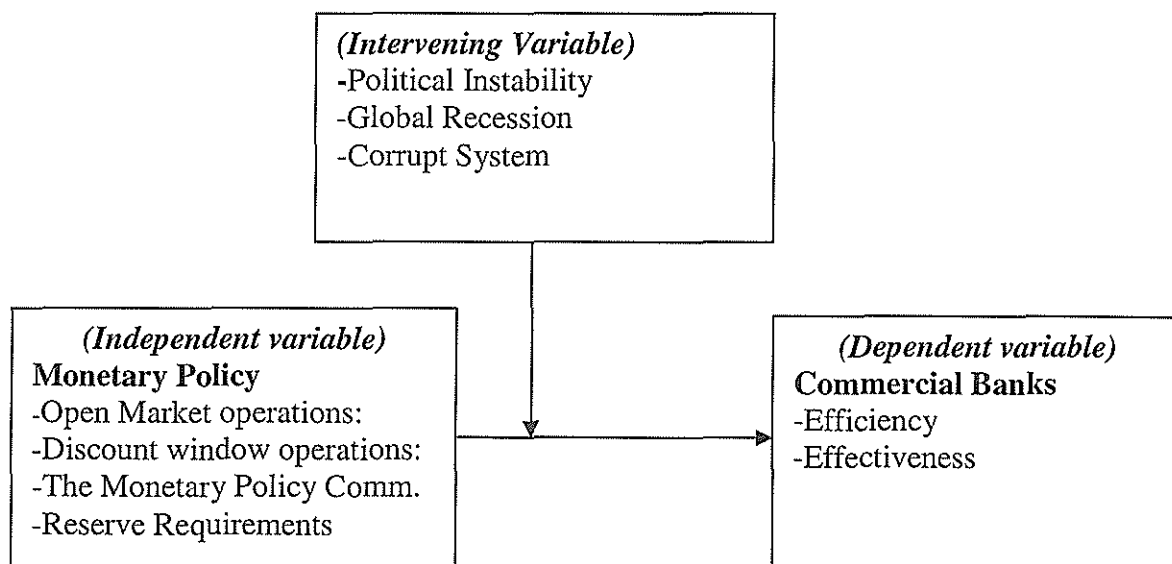 (Intervening Variable)
-Political Instability
-Global Recession
-Corrupt System
(Independent variable)
Monetary Policy
-Open Market operations:
-Discount window operations:
-The Monetary Policy Comm.
-Reserve Requirements
(Dependent variable)
Commercial Banks
-Efficiency
-Effectiveness